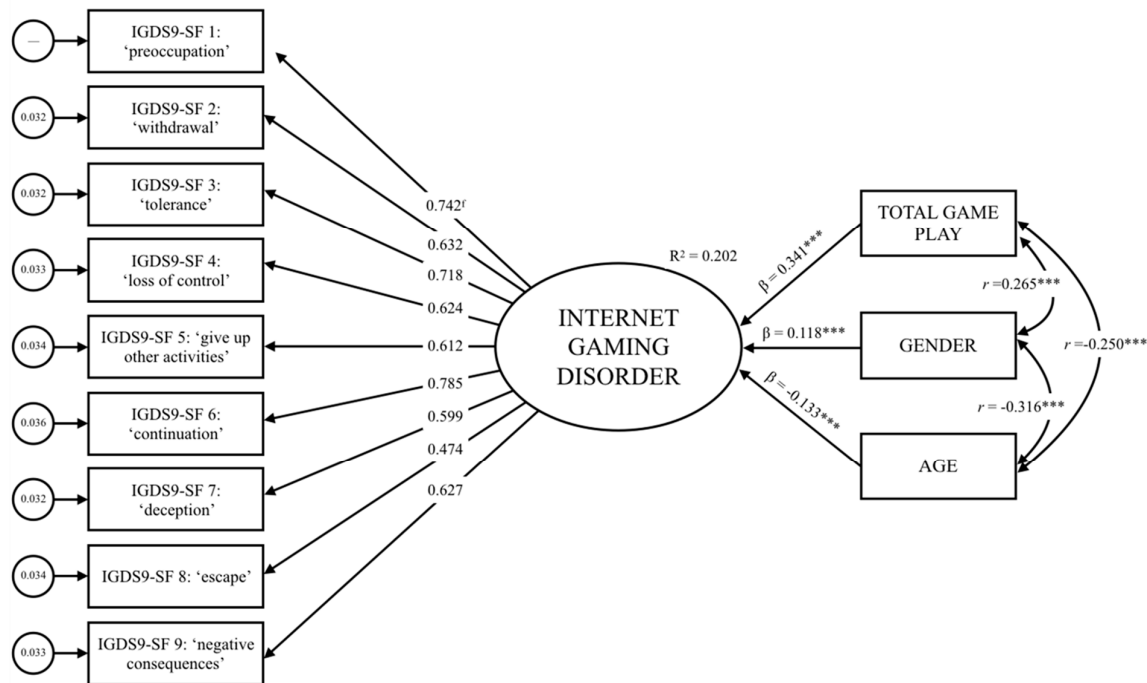 —
IGDS9-SF 1:
‘preoccupation’
0.032
IGDS9-SF 2:
‘withdrawal’
0.032
IGDS9-SF 3:
‘tolerance’
0.033
IGDS9-SF 4:
‘loss of control’
0.034
IGDS9-SF 5: ‘give up
other activities’
0.036
IGDS9-SF 6:
‘continuation’
0.032
IGDS9-SF 7:
‘deception’
0.034
IGDS9-SF 8: ‘escape’
0.033
IGDS9-SF 9: ‘negative
consequences’
0.742ᶠ
0.632
0.718
0.624
0.612
0.785
0.599
0.474
0.627
R² = 0.202
INTERNET
GAMING
DISORDER
β = 0.341***
β = 0.118***
β = -0.133***
TOTAL GAME
PLAY
GENDER
AGE
r =0.265***
r =-0.250***
r = -0.316***